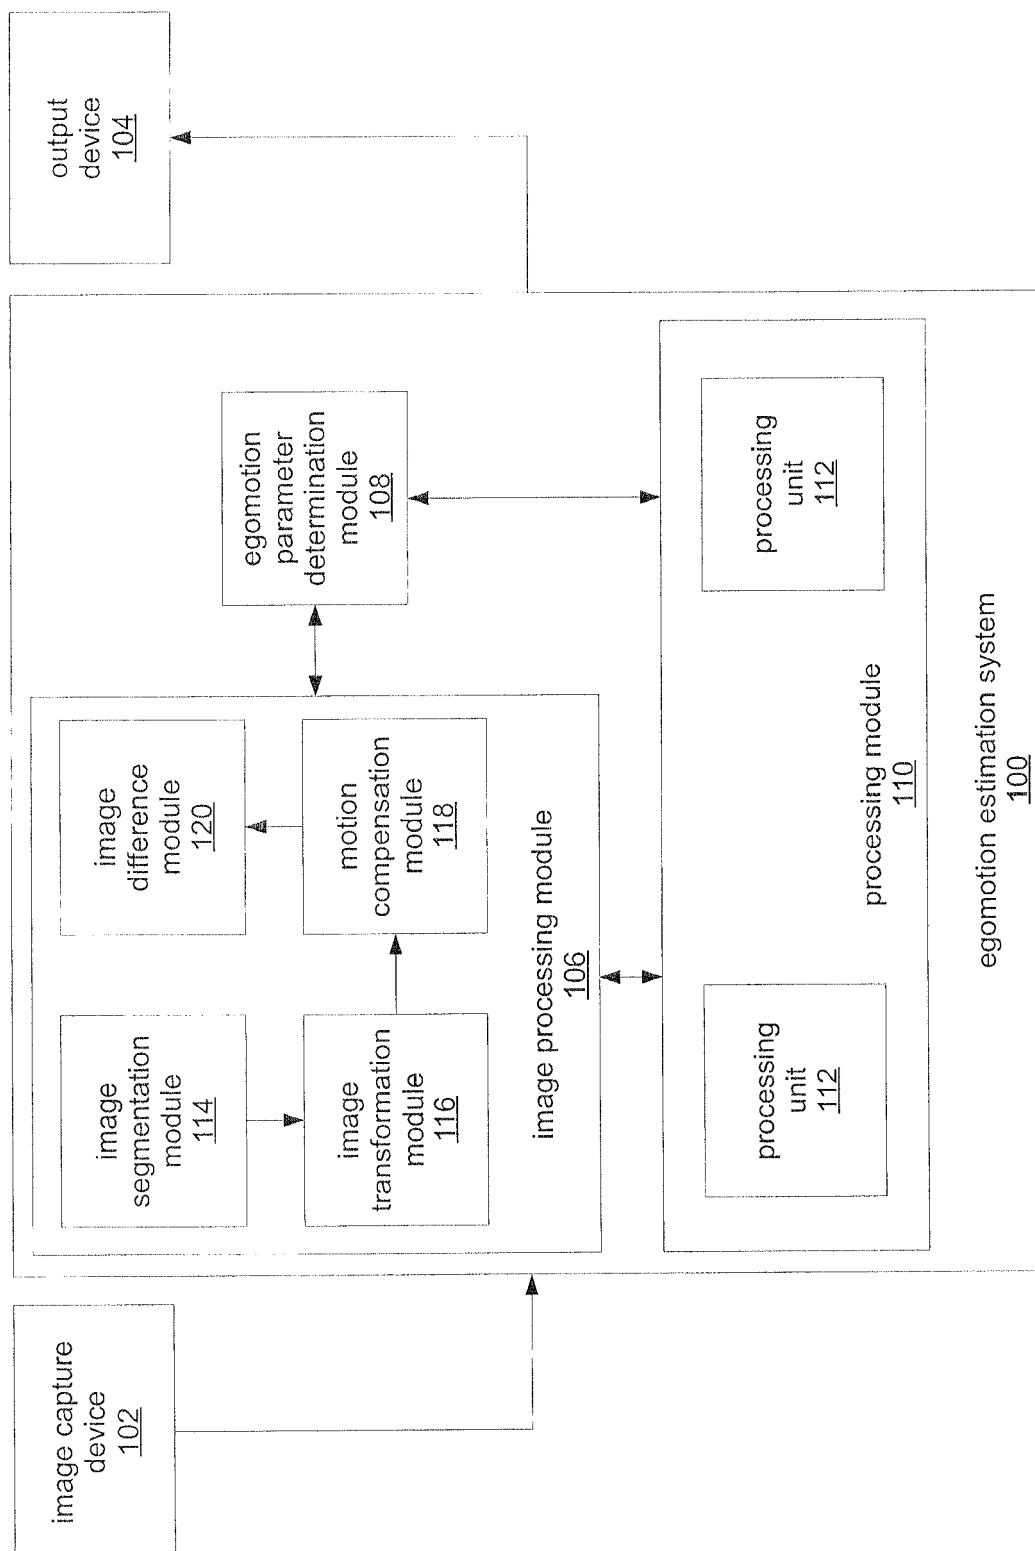 image capture
device
102
image
segmentation
module
114
image
transformation
module
116
motion
compensation
module
118
image
difference
module
120
image processing module
106
egomotion
parameter
determination
module
108
processing
unit
112
processing
unit
112
processing module
110
egomotion estimation system
100
output
device
104